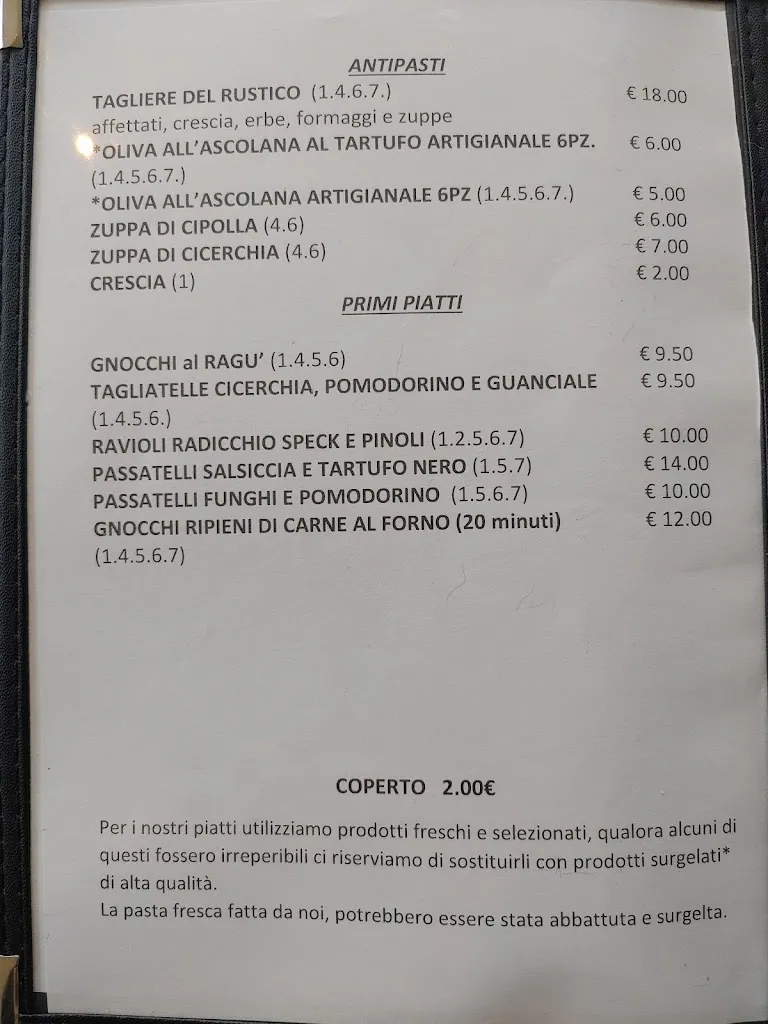 ANTIPASTI
TAGLIERE DEL RUSTICO (1.4.6.7.) € 18.00
affettati, crescia, erbe, formaggi e zuppe
*OLIVA ALL'ASCOLANA AL TARTUFO ARTIGIANALE 6PZ. € 6.00
(1.4.5.6.7.)
*OLIVA ALL'ASCOLANA ARTIGIANALE 6PZ (1.4.5.6.7.) € 5.00
ZUPPA DI CIPOLLA (4.6) € 6.00
ZUPPA DI CICERCHIA (4.6) € 7.00
CRESCIA (1) € 2.00
PRIMI PIATTI
GNOCCHI al RAGU' (1.4.5.6) € 9.50
TAGLIATELLE CICERCHIA, POMODORINO E GUANCIALE € 9.50
(1.4.5.6.)
RAVIOLI RADICCHIO SPECK E PINOLI (1.2.5.6.7) € 10.00
PASSATELLI SALSICCIA E TARTUFO NERO (1.5.7) € 14.00
PASSATELLI FUNGHI E POMODORINO (1.5.6.7) € 10.00
GNOCCHI RIPIENI DI CARNE AL FORNO (20 minuti) € 12.00
(1.4.5.6.7)
COPERTO 2.00€
Per i nostri piatti utilizziamo prodotti freschi e selezionati, qualora alcuni di
questi fossero irreperibili ci riserviamo di sostituirli con prodotti surgelati*
di alta qualità.
La pasta fresca fatta da noi, potrebbero essere stata abbattuta e surgelta.